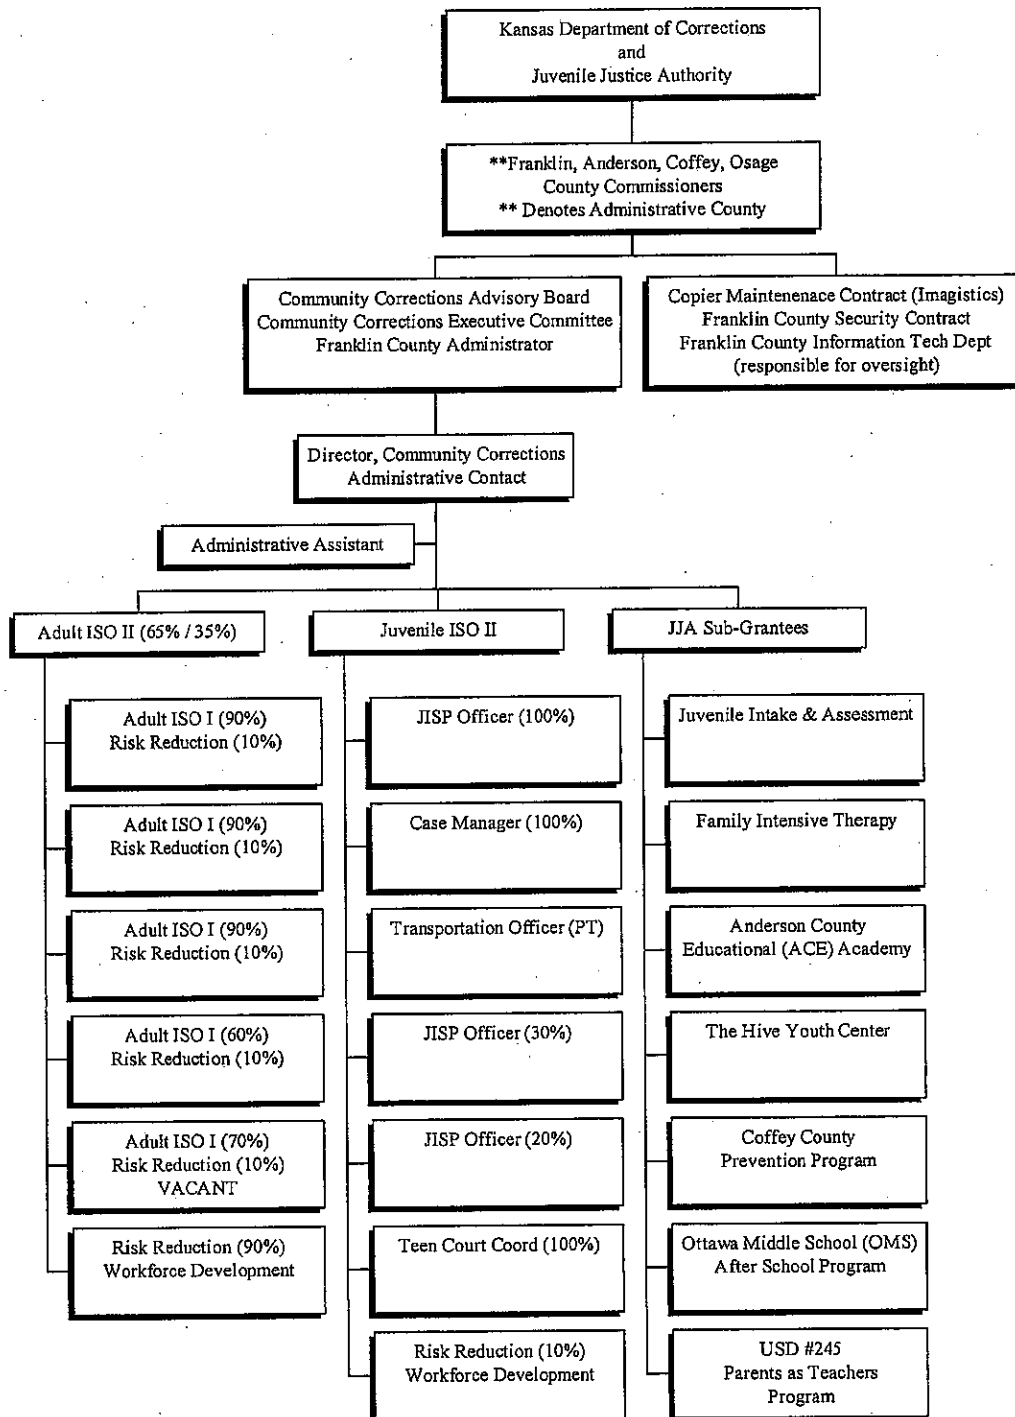 Kansas Department of Corrections
and
Juvenile Justice Authority
**Franklin, Anderson, Coffey, Osage
County Commissioners
** Denotes Administrative County
Community Corrections Advisory Board
Community Corrections Executive Committee
Franklin County Administrator
Copier Maintenenace Contract (Imagistics)
Franklin County Security Contract
Franklin County Information Tech Dept
(responsible for oversight)
Director, Community Corrections
Administrative Contact
Administrative Assistant
Adult ISO II (65% / 35%)
Adult ISO I (90%)
Risk Reduction (10%)
Adult ISO I (90%)
Risk Reduction (10%)
Adult ISO I (90%)
Risk Reduction (10%)
Adult ISO I (60%)
Risk Reduction (10%)
Adult ISO I (70%)
Risk Reduction (10%)
VACANT
Risk Reduction (90%)
Workforce Development
Juvenile ISO II
JISP Officer (100%)
Case Manager (100%)
Transportation Officer (PT)
JISP Officer (30%)
JISP Officer (20%)
Teen Court Coord (100%)
Risk Reduction (10%)
Workforce Development
JJA Sub-Grantees
Juvenile Intake & Assessment
Family Intensive Therapy
Anderson County
Educational (ACE) Academy
The Hive Youth Center
Coffey County
Prevention Program
Ottawa Middle School (OMS)
After School Program
USD #245
Parents as Teachers
Program